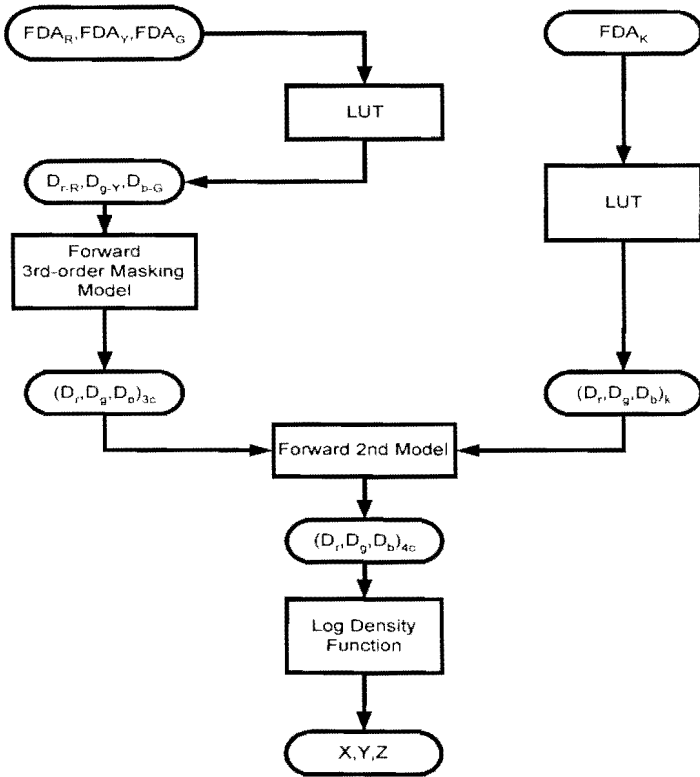 FDA_R,FDA_Y,FDA_G
FDA_K
LUT
D_r-R,D_g-Y,D_b-G
LUT
Forward
3rd-order Masking
Model
(D_r,D_g,D_b)_3c
(D_r,D_g,D_b)_k
Forward 2nd Model
(D_r,D_g,D_b)_4c
Log Density
Function
X,Y,Z